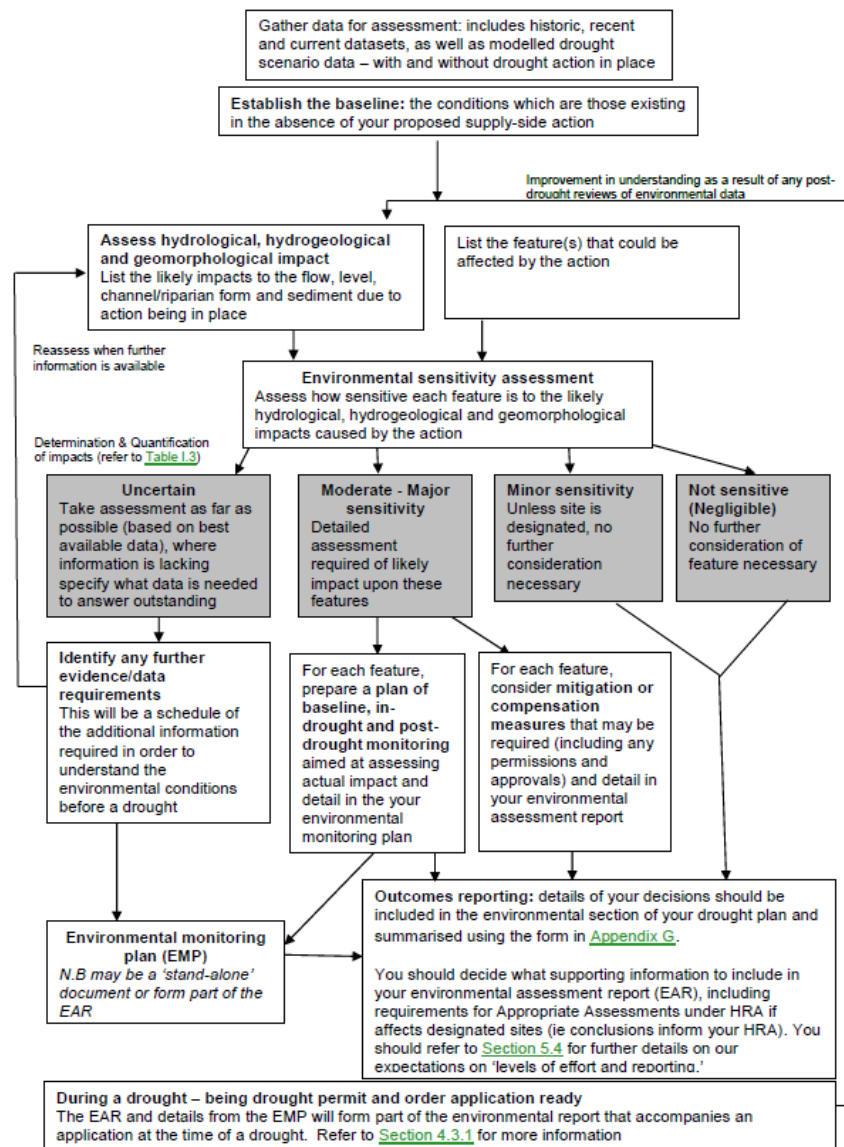 Gather data for assessment: includes historic, recent
and current datasets, as well as modelled drought
scenario data – with and without drought action in place
Establish the baseline: the conditions which are those existing
in the absence of your proposed supply-side action
Improvement in understanding as a result of any post-
drought reviews of environmental data
Assess hydrological, hydrogeological
and geomorphological impact
List the likely impacts to the flow, level,
channel/riparian form and sediment due to
action being in place
List the feature(s) that could be
affected by the action
Reassess when further
information is available
Environmental sensitivity assessment
Assess how sensitive each feature is to the likely
hydrological, hydrogeological and geomorphological
impacts caused by the action
Determination & Quantification
of impacts (refer to Table I.3)
Uncertain
Take assessment as far as
possible (based on best
available data), where
information is lacking
specify what data is needed
to answer outstanding
Moderate - Major
sensitivity
Detailed
assessment
required of likely
impact upon these
features
Minor sensitivity
Unless site is
designated, no
further
consideration
necessary
Not sensitive
(Negligible)
No further
consideration of
feature necessary
Identify any further
evidence/data
requirements
This will be a schedule of
the additional information
required in order to
understand the
environmental conditions
before a drought
For each feature,
prepare a plan of
baseline, in-
drought and post-
drought monitoring
aimed at assessing
actual impact and
detail in the your
environmental
monitoring plan
For each feature,
consider mitigation or
compensation
measures that may be
required (including any
permissions and
approvals) and detail in
your environmental
assessment report
Environmental monitoring
plan (EMP)
N.B may be a ‘stand-alone’
document or form part of the
EAR
Outcomes reporting: details of your decisions should be
included in the environmental section of your drought plan and
summarised using the form in Appendix G.
You should decide what supporting information to include in
your environmental assessment report (EAR), including
requirements for Appropriate Assessments under HRA if
affects designated sites (ie conclusions inform your HRA). You
should refer to Section 5.4 for further details on our
expectations on ‘levels of effort and reporting.’
During a drought – being drought permit and order application ready
The EAR and details from the EMP will form part of the environmental report that accompanies an
application at the time of a drought. Refer to Section 4.3.1 for more information